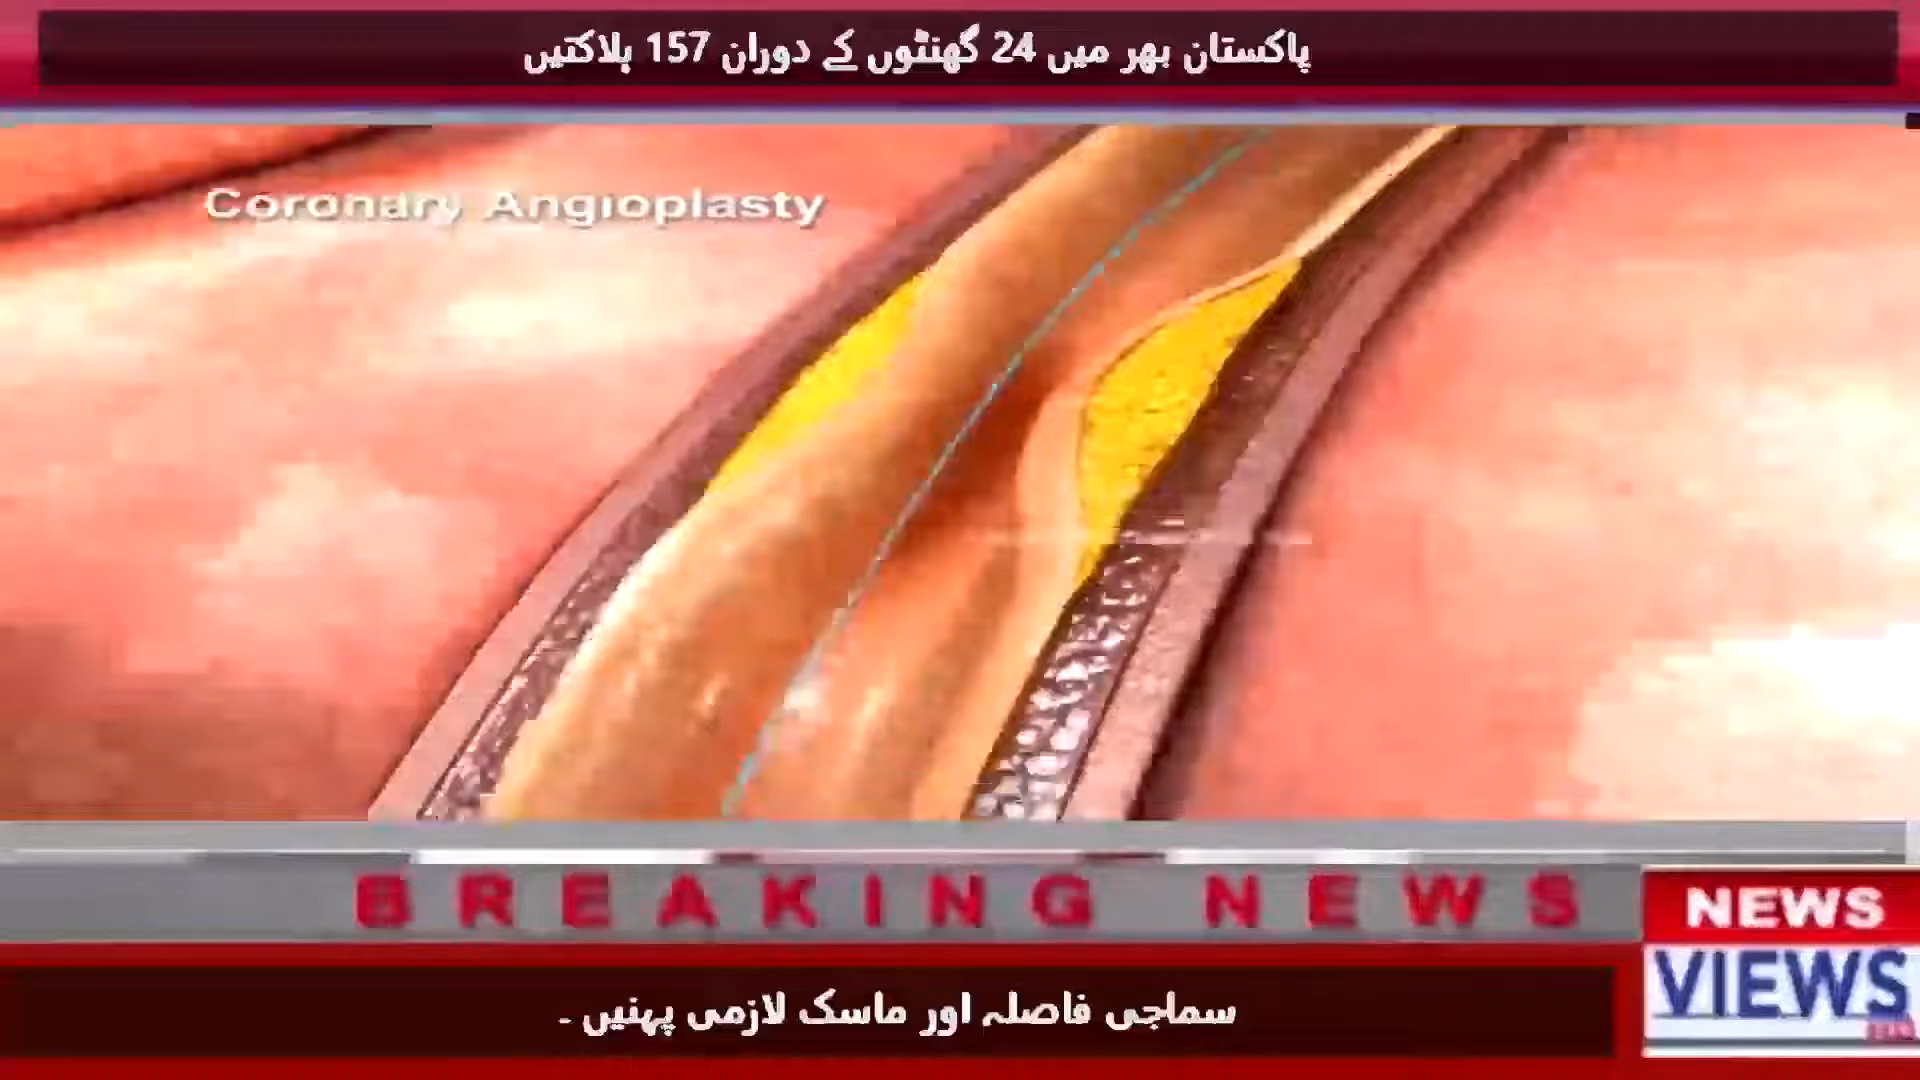 پاکستان بھر میں 24 گھنٹوں کے دوران 157 ہلاکتیں
Coronary Angioplasty
BREAKING NEWS
NEWS
VIEWS
سماجی فاصلہ اور ماسک لازمی پہنیں ۔